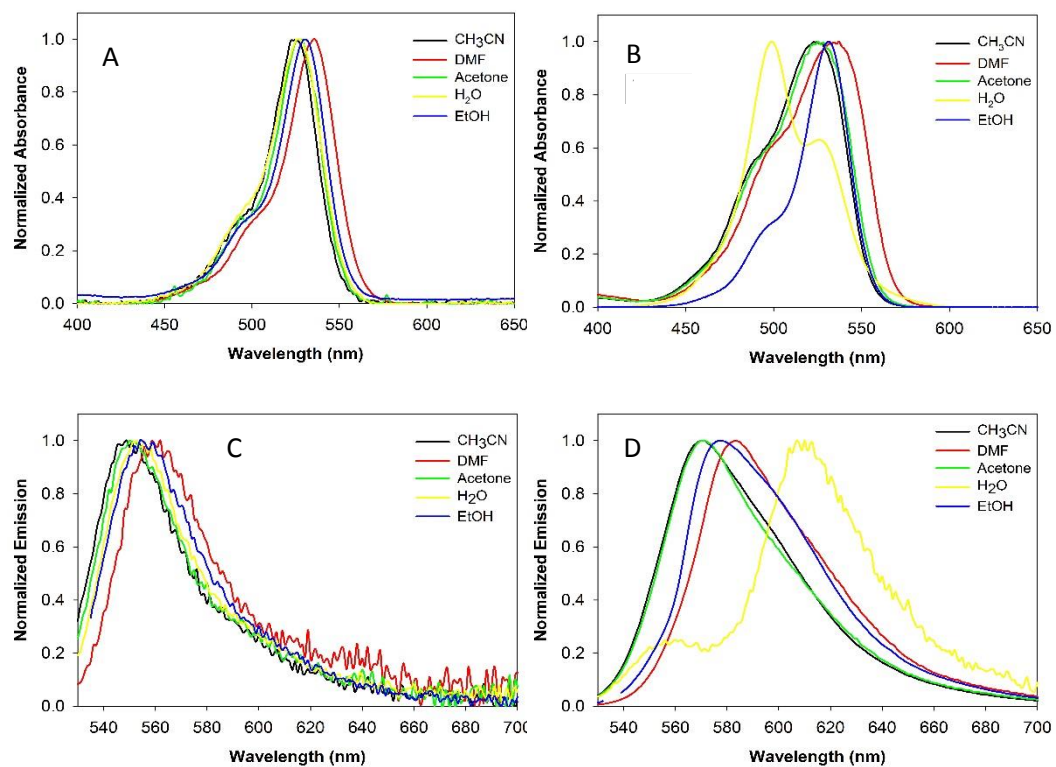 A
CH3CN
DMF
Acetone
H2O
EtOH
Normalized Absorbance
1.0
0.8
0.6
0.4
0.2
0.0
400 450 500 550 600 650
Wavelength (nm)
B
CH3CN
DMF
Acetone
H2O
EtOH
Normalized Absorbance
1.0
0.8
0.6
0.4
0.2
0.0
400 450 500 550 600 650
Wavelength (nm)
C
CH3CN
DMF
Acetone
H2O
EtOH
Normalized Emission
1.0
0.8
0.6
0.4
0.2
0.0
540 560 580 600 620 640 660 680 700
Wavelength (nm)
D
CH3CN
DMF
Acetone
H2O
EtOH
Normalized Emission
1.0
0.8
0.6
0.4
0.2
0.0
540 560 580 600 620 640 660 680 700
Wavelength (nm)